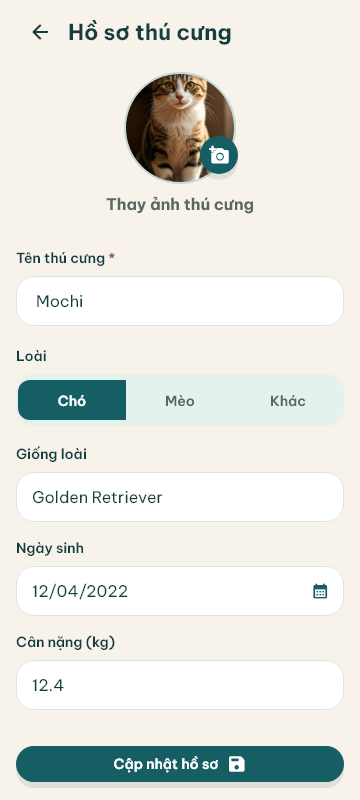 Hồ sơ thú cưng
Thay ảnh thú cưng
Tên thú cưng *
Mochi
Loài
Chó Mèo Khác
Giống loài
Golden Retriever
Ngày sinh
12/04/2022
Cân nặng (kg)
12.4
Cập nhật hồ sơ